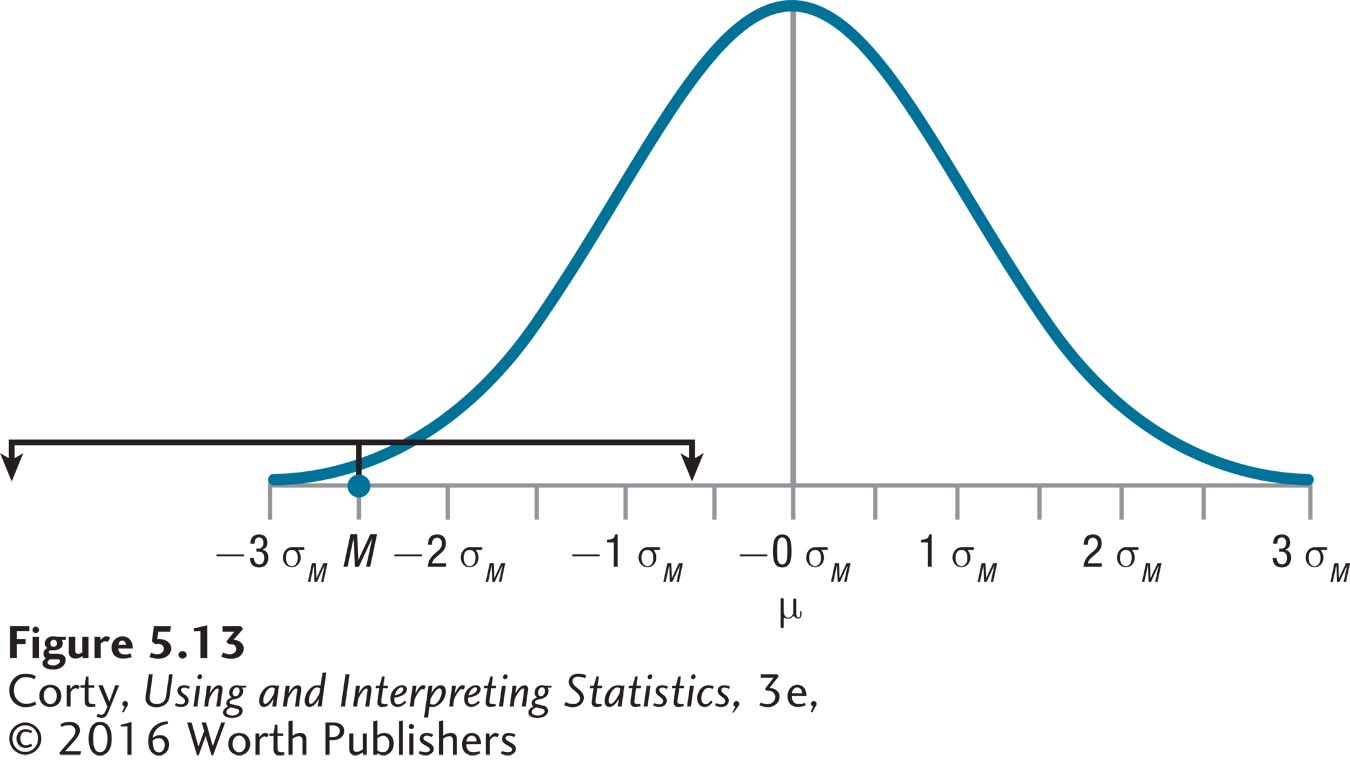 −3 σM M −2 σM −1 σM −0 σM 1 σM 2 σM 3 σM
μ
Figure 5.13
Corty, Using and Interpreting Statistics, 3e,
© 2016 Worth Publishers